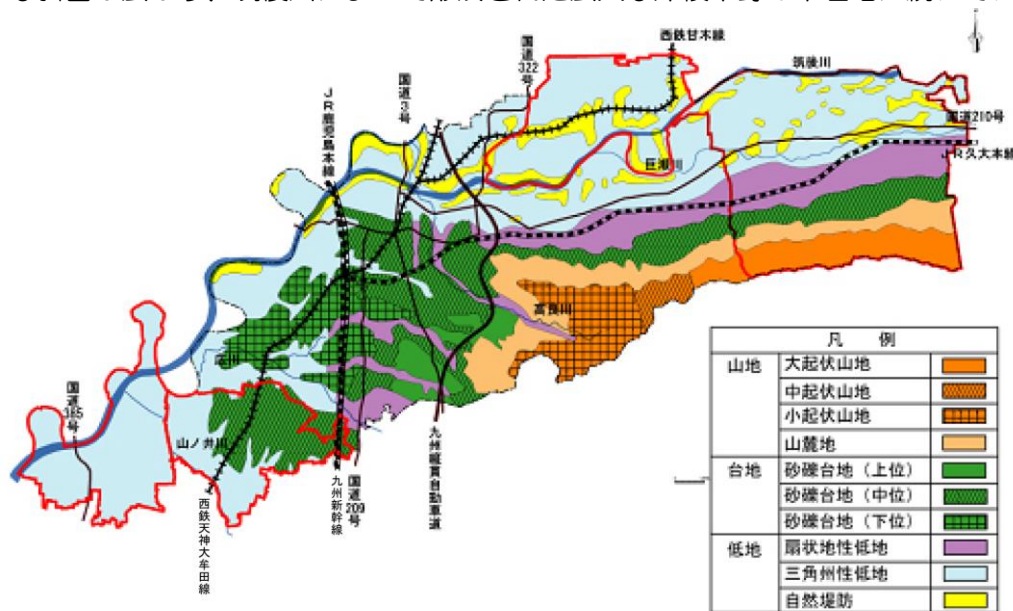 西鉄甘木線
筑後川
国道322号
国道3号
JR鹿児島本線
国道210号
JR久大本線
巨瀬川
高良川
広川
国道385号
山ノ井川
西鉄天神大牟田線
九州新幹線
国道209号
九州縦貫自動車道
凡 例
山地 大起伏山地
中起伏山地
小起伏山地
山麓地
台地 砂礫台地(上位)
砂礫台地(中位)
砂礫台地(下位)
低地 扇状地性低地
三角州性低地
自然堤防